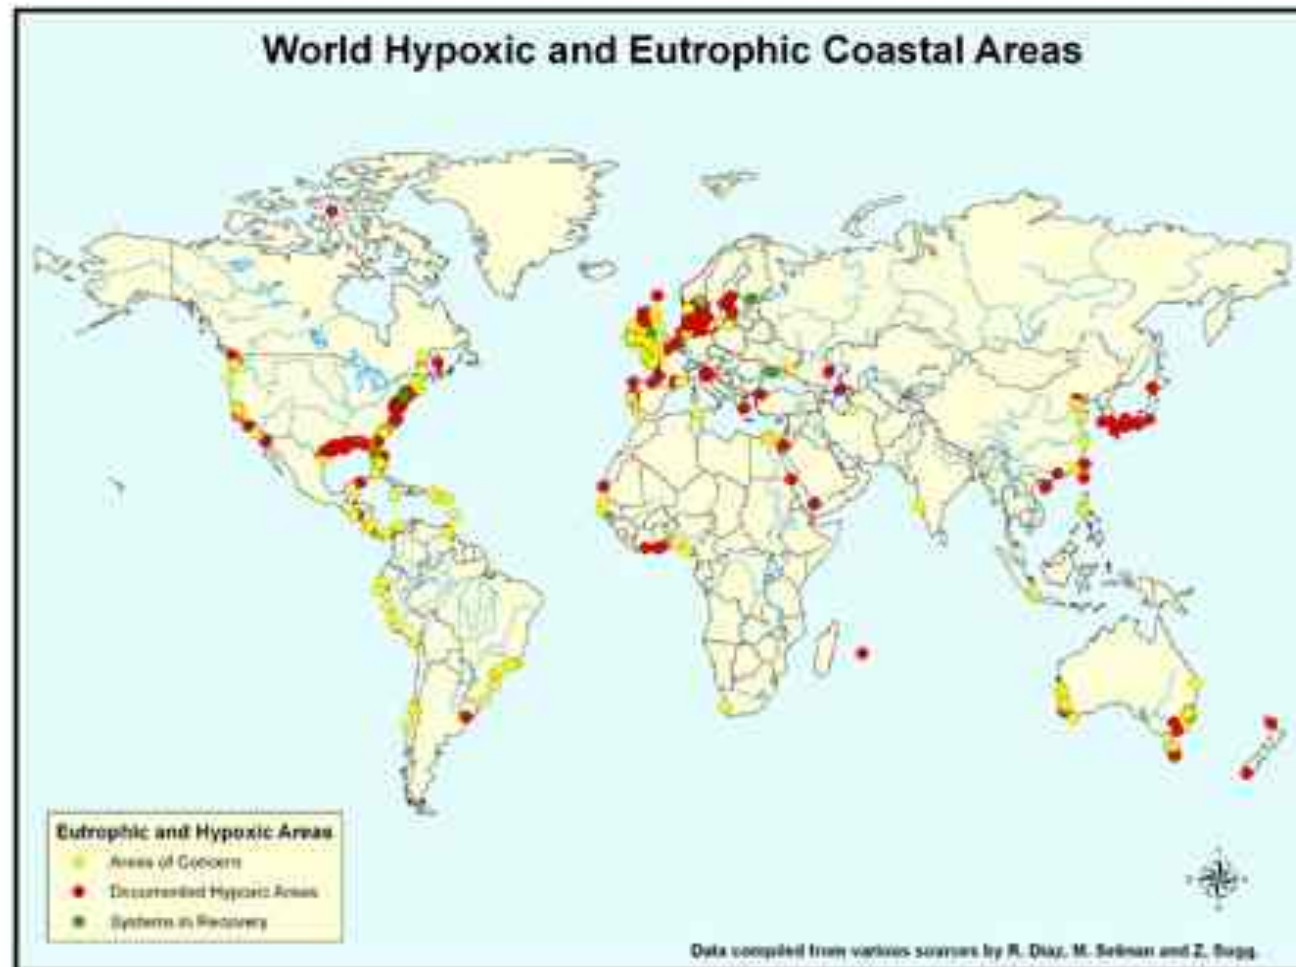 World Hypoxic and Eutrophic Coastal Areas
Eutrophic and Hypoxic Areas
Areas of Concern
Documented Hypoxic Areas
Systems in Recovery
Data compiled from various sources by R. Diaz, M. Selman and Z. Sugg.